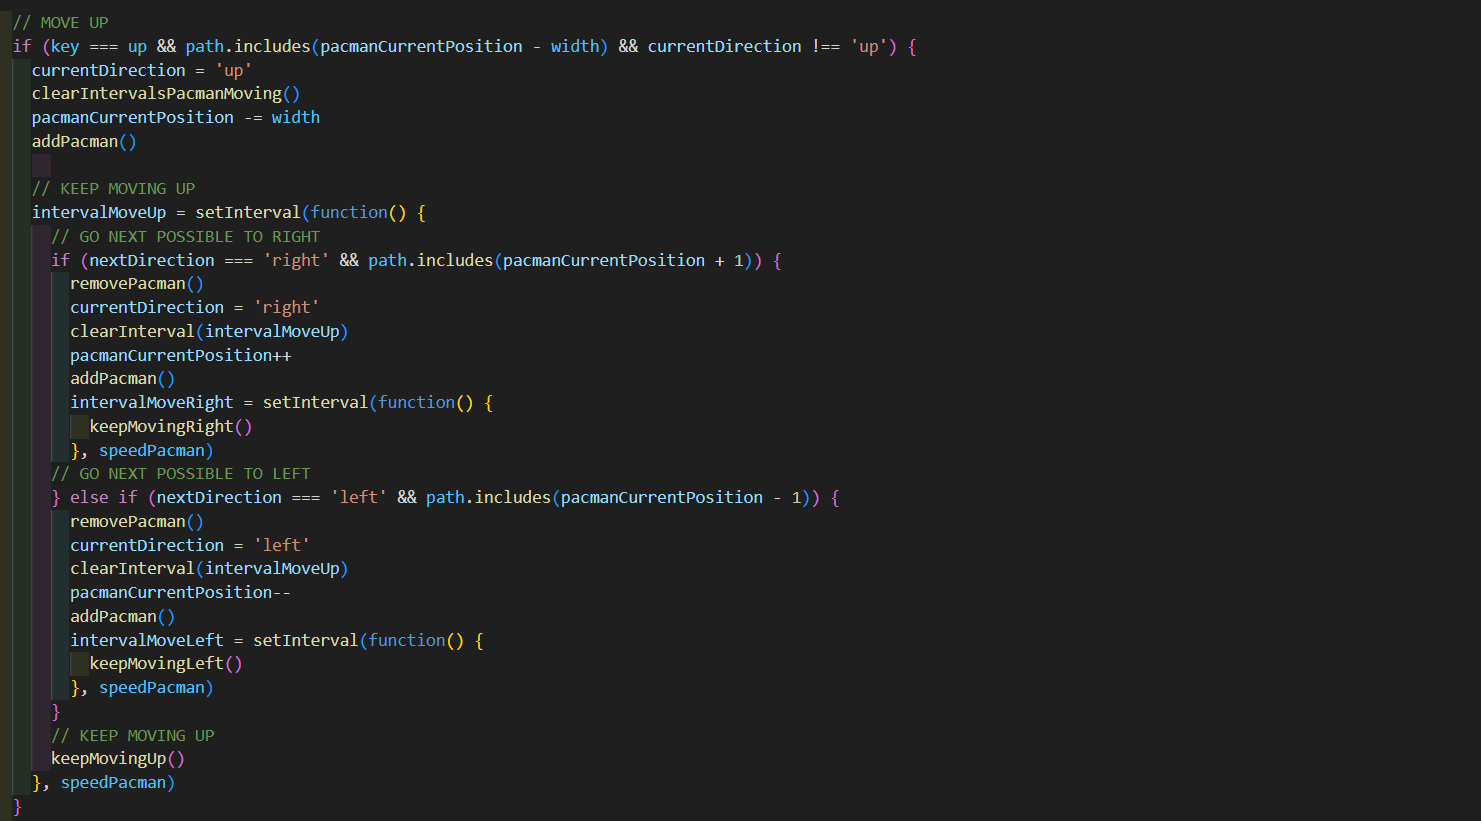 // MOVE UP
if (key === up && path.includes(pacmanCurrentPosition - width) && currentDirection !== 'up') {
  currentDirection = 'up'
  clearIntervalsPacmanMoving()
  pacmanCurrentPosition -= width
  addPacman()

  // KEEP MOVING UP
  intervalMoveUp = setInterval(function() {
    // GO NEXT POSSIBLE TO RIGHT
    if (nextDirection === 'right' && path.includes(pacmanCurrentPosition + 1)) {
      removePacman()
      currentDirection = 'right'
      clearInterval(intervalMoveUp)
      pacmanCurrentPosition++
      addPacman()
      intervalMoveRight = setInterval(function() {
        keepMovingRight()
      }, speedPacman)
    // GO NEXT POSSIBLE TO LEFT
    } else if (nextDirection === 'left' && path.includes(pacmanCurrentPosition - 1)) {
      removePacman()
      currentDirection = 'left'
      clearInterval(intervalMoveUp)
      pacmanCurrentPosition--
      addPacman()
      intervalMoveLeft = setInterval(function() {
        keepMovingLeft()
      }, speedPacman)
    }
    // KEEP MOVING UP
    keepMovingUp()
  }, speedPacman)
}